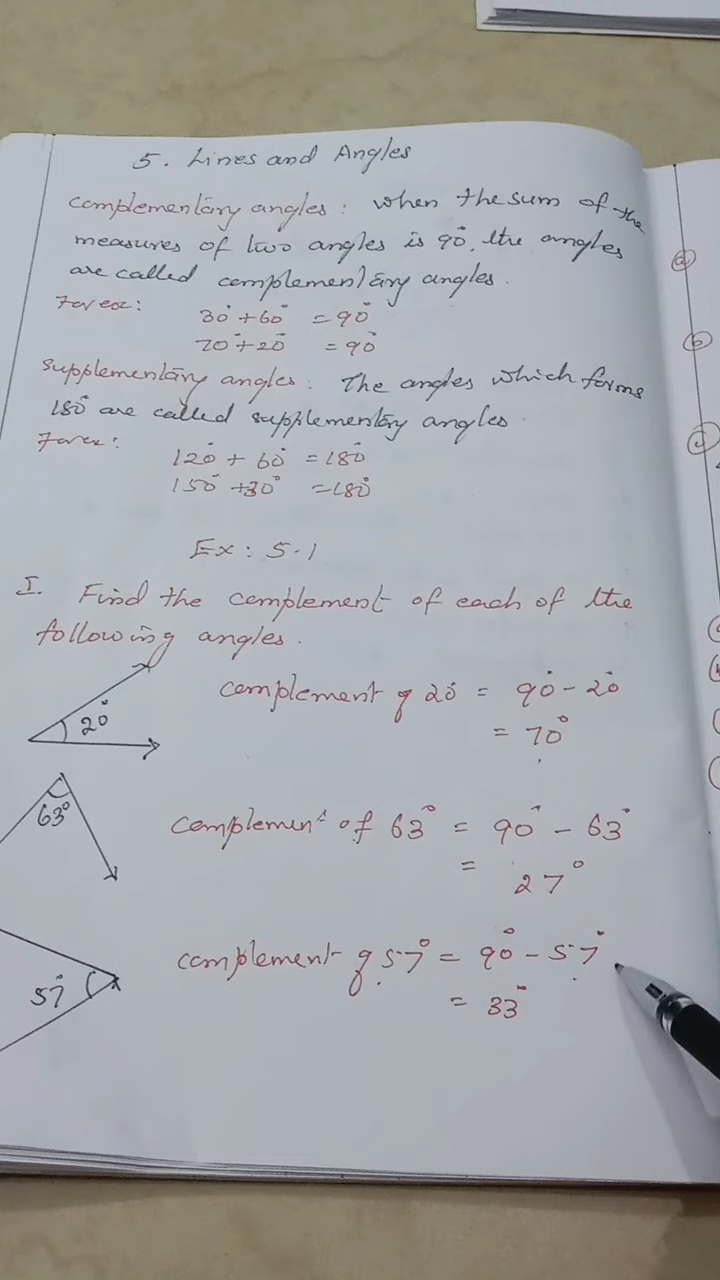 5. Lines and Angles
Complementary angles: When the sum of the
measures of two angles is 90°, the angles
are called complementary angles.
For ex:
30° + 60° = 90°
70° + 20° = 90°
Supplementary angles: The angles which forms
180° are called supplementary angles.
For ex:
120° + 60° = 180°
150° + 30° = 180°
Ex: 5.1
I. Find the complement of each of the
following angles.
20°
complement of 20° = 90° - 20°
= 70°
63°
complement of 63° = 90° - 63°
= 27°
57°
complement of 57° = 90° - 57°
= 33°
a
b
c